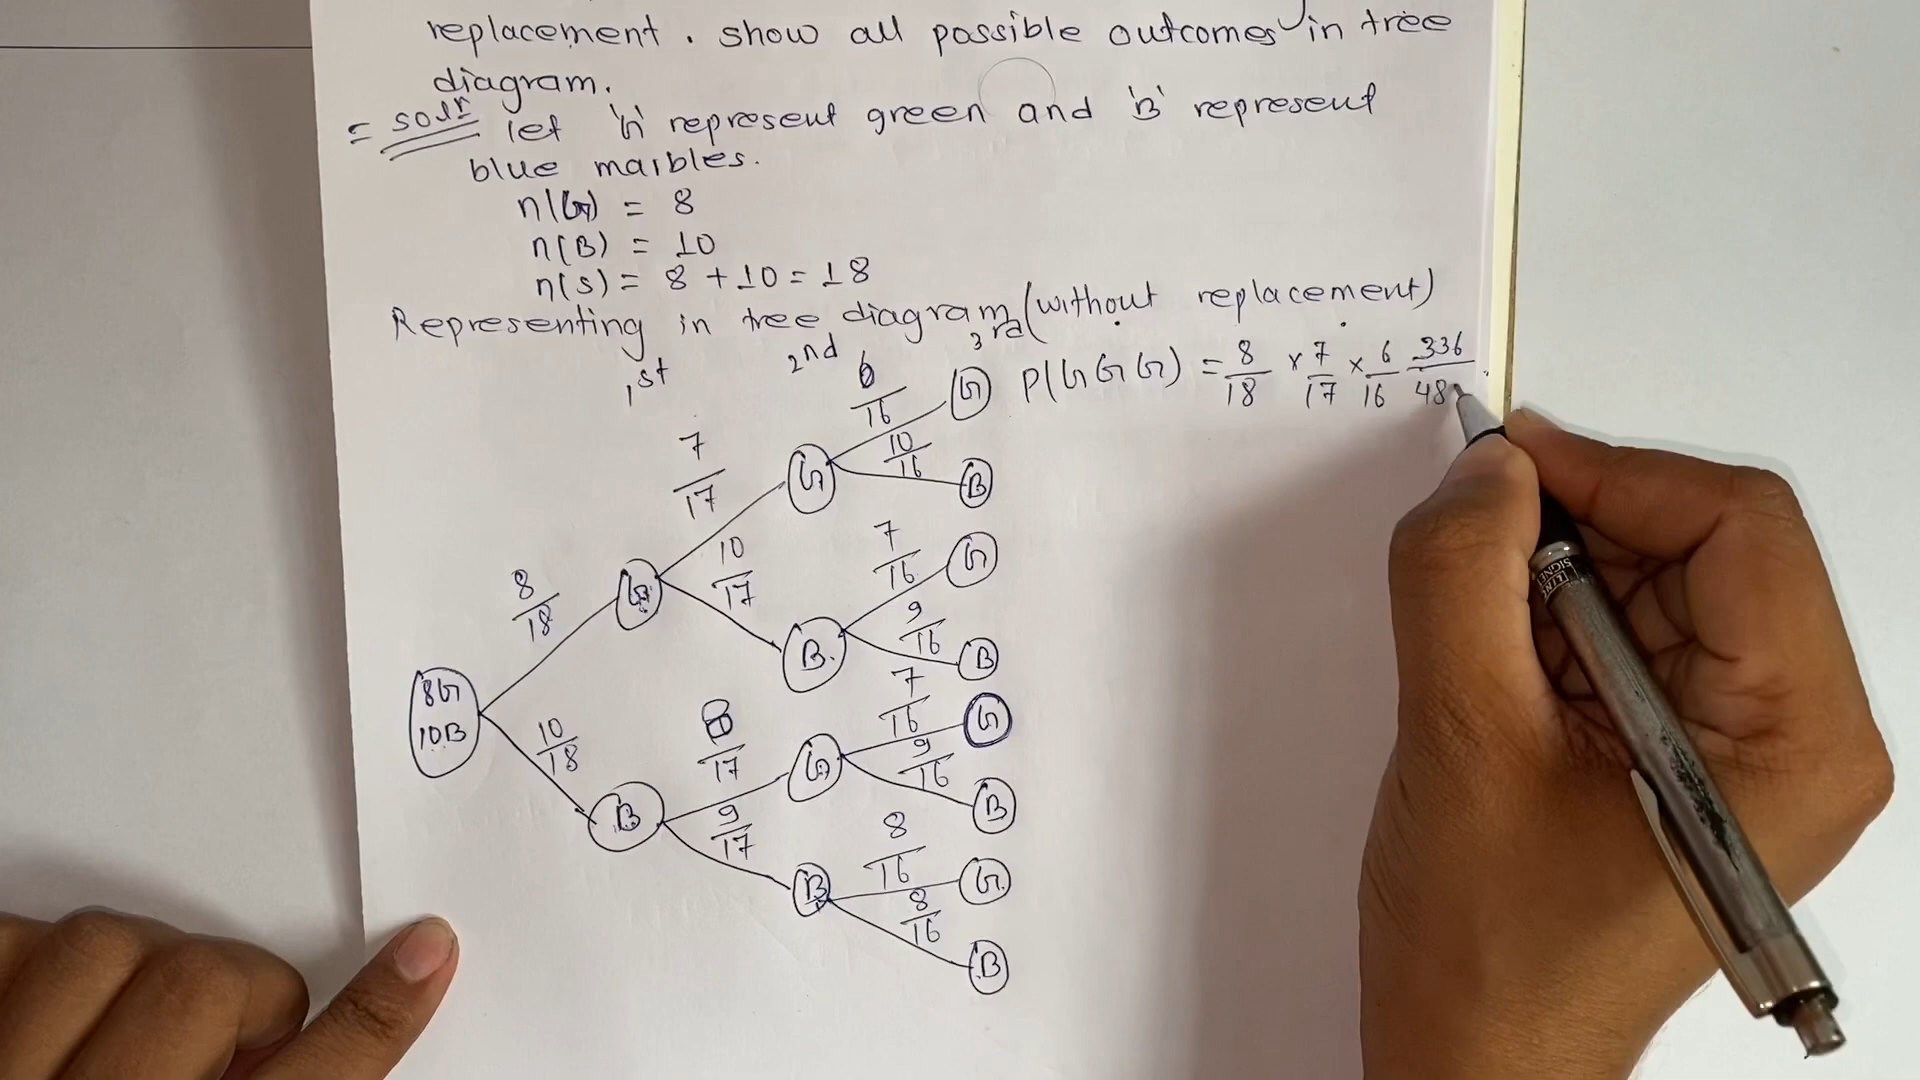 replacement. show all possible outcomes in tree
diagram.
= solⁿ let 'G' represent green and 'B' represent
blue marbles.
n(G) = 8
n(B) = 10
n(S) = 8 + 10 = 18
Representing in tree diagram (without replacement)
1st 2nd 3rd
P(GGG) = 8/18 × 7/17 × 6/16 336/489
6/16 G
10/16 B
7/17 G
7/16 G
10/17 B
9/16 B
8/18 G
8G
10B
10/18 B
7/16 G
8/17 G
9/16 B
9/17 B
8/16 G
8/16 B